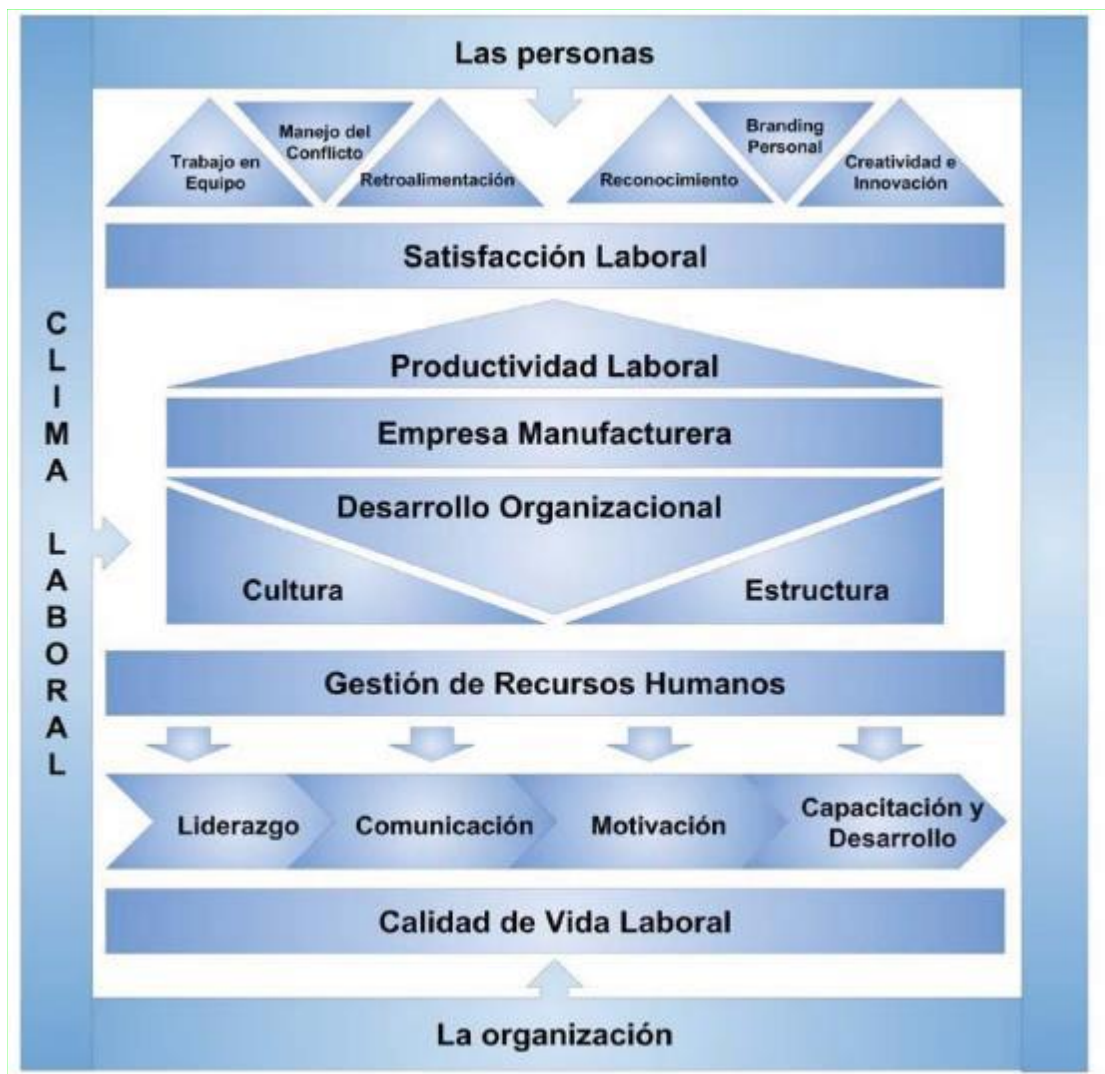 Las personas
Trabajo en
Equipo
Manejo del
Conflicto
Retroalimentación
Reconocimiento
Branding
Personal
Creatividad e
Innovación
Satisfacción Laboral
CLIMA LABORAL
Productividad Laboral
Empresa Manufacturera
Desarrollo Organizacional
Cultura
Estructura
Gestión de Recursos Humanos
Liderazgo
Comunicación
Motivación
Capacitación y
Desarrollo
Calidad de Vida Laboral
La organización